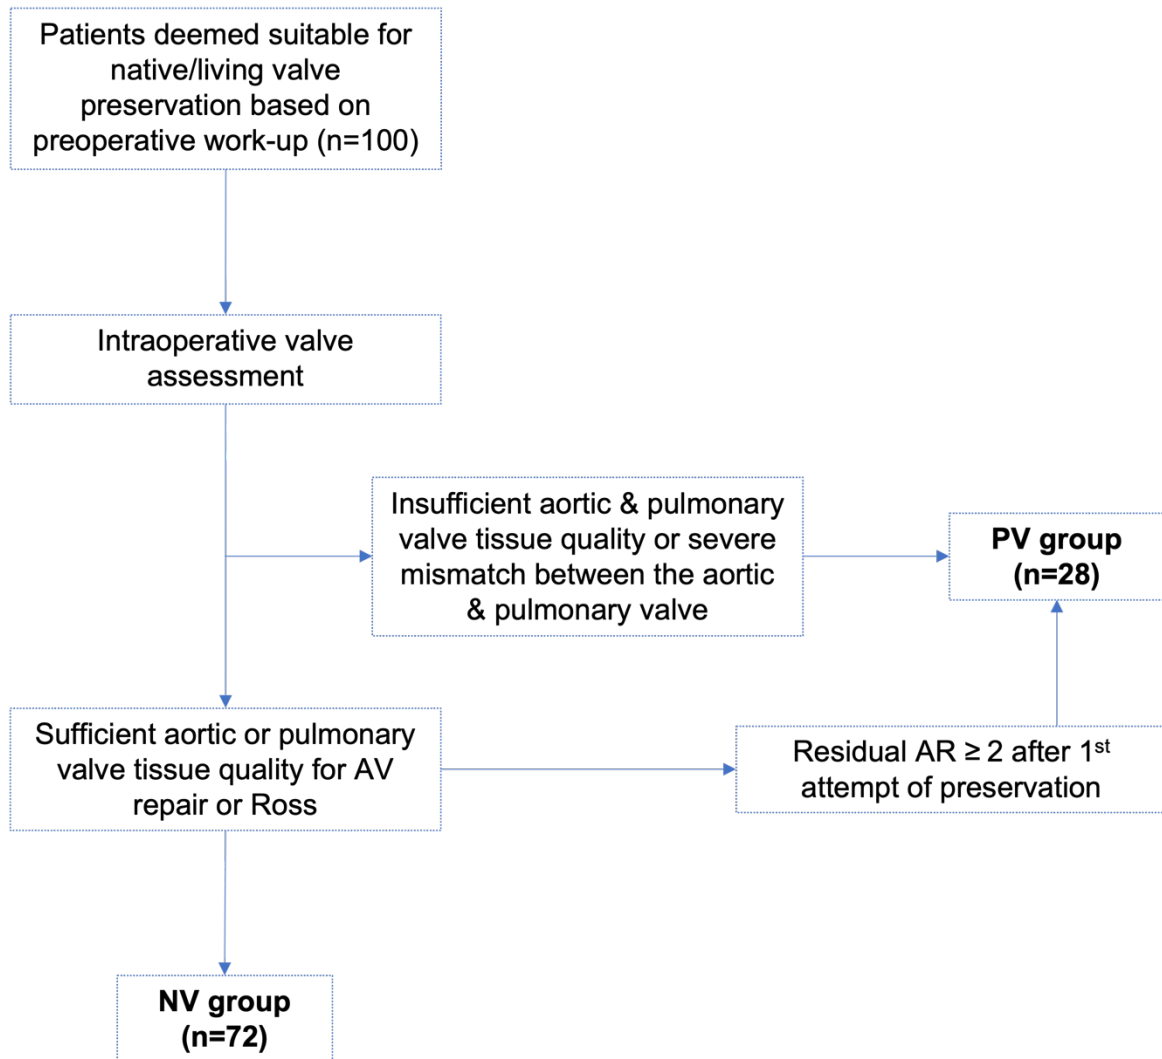 Patients deemed suitable for
native/living valve
preservation based on
preoperative work-up (n=100)
Intraoperative valve
assessment
Insufficient aortic & pulmonary
valve tissue quality or severe
mismatch between the aortic
& pulmonary valve
PV group
(n=28)
Sufficient aortic or pulmonary
valve tissue quality for AV
repair or Ross
Residual AR ≥ 2 after 1st
attempt of preservation
NV group
(n=72)